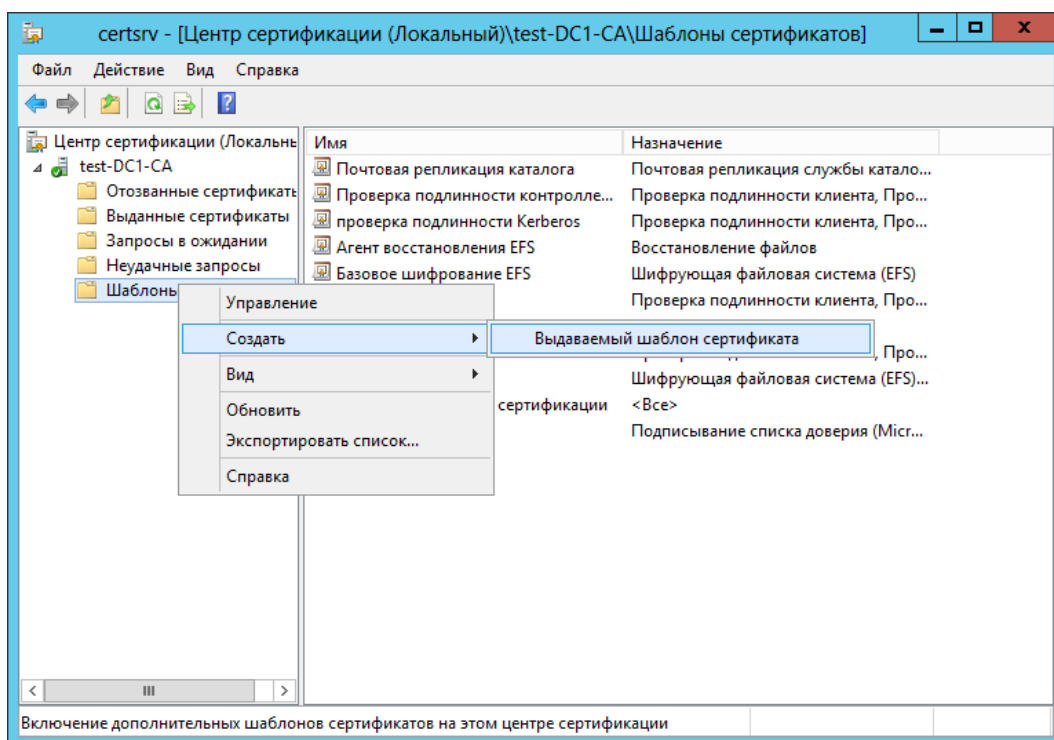 certsrv - [Центр сертификации (Локальный)\test-DC1-CA\Шаблоны сертификатов]
Файл Действие Вид Справка
Центр сертификации (Локальнь
test-DC1-CA
Отозванные сертификать
Выданные сертификаты
Запросы в ожидании
Неудачные запросы
Шаблоны
Имя Назначение
Почтовая репликация каталога Почтовая репликация службы катало...
Проверка подлинности контролле... Проверка подлинности клиента, Про...
проверка подлинности Kerberos Проверка подлинности клиента, Про...
Агент восстановления EFS Восстановление файлов
Базовое шифрование EFS Шифрующая файловая система (EFS)
Проверка подлинности клиента, Про...
, Про...
Шифрующая файловая система (EFS)...
сертификации <Все>
Подписывание списка доверия (Micr...
Управление
Создать
Выдаваемый шаблон сертификата
Вид
Обновить
Экспортировать список...
Справка
Включение дополнительных шаблонов сертификатов на этом центре сертификации